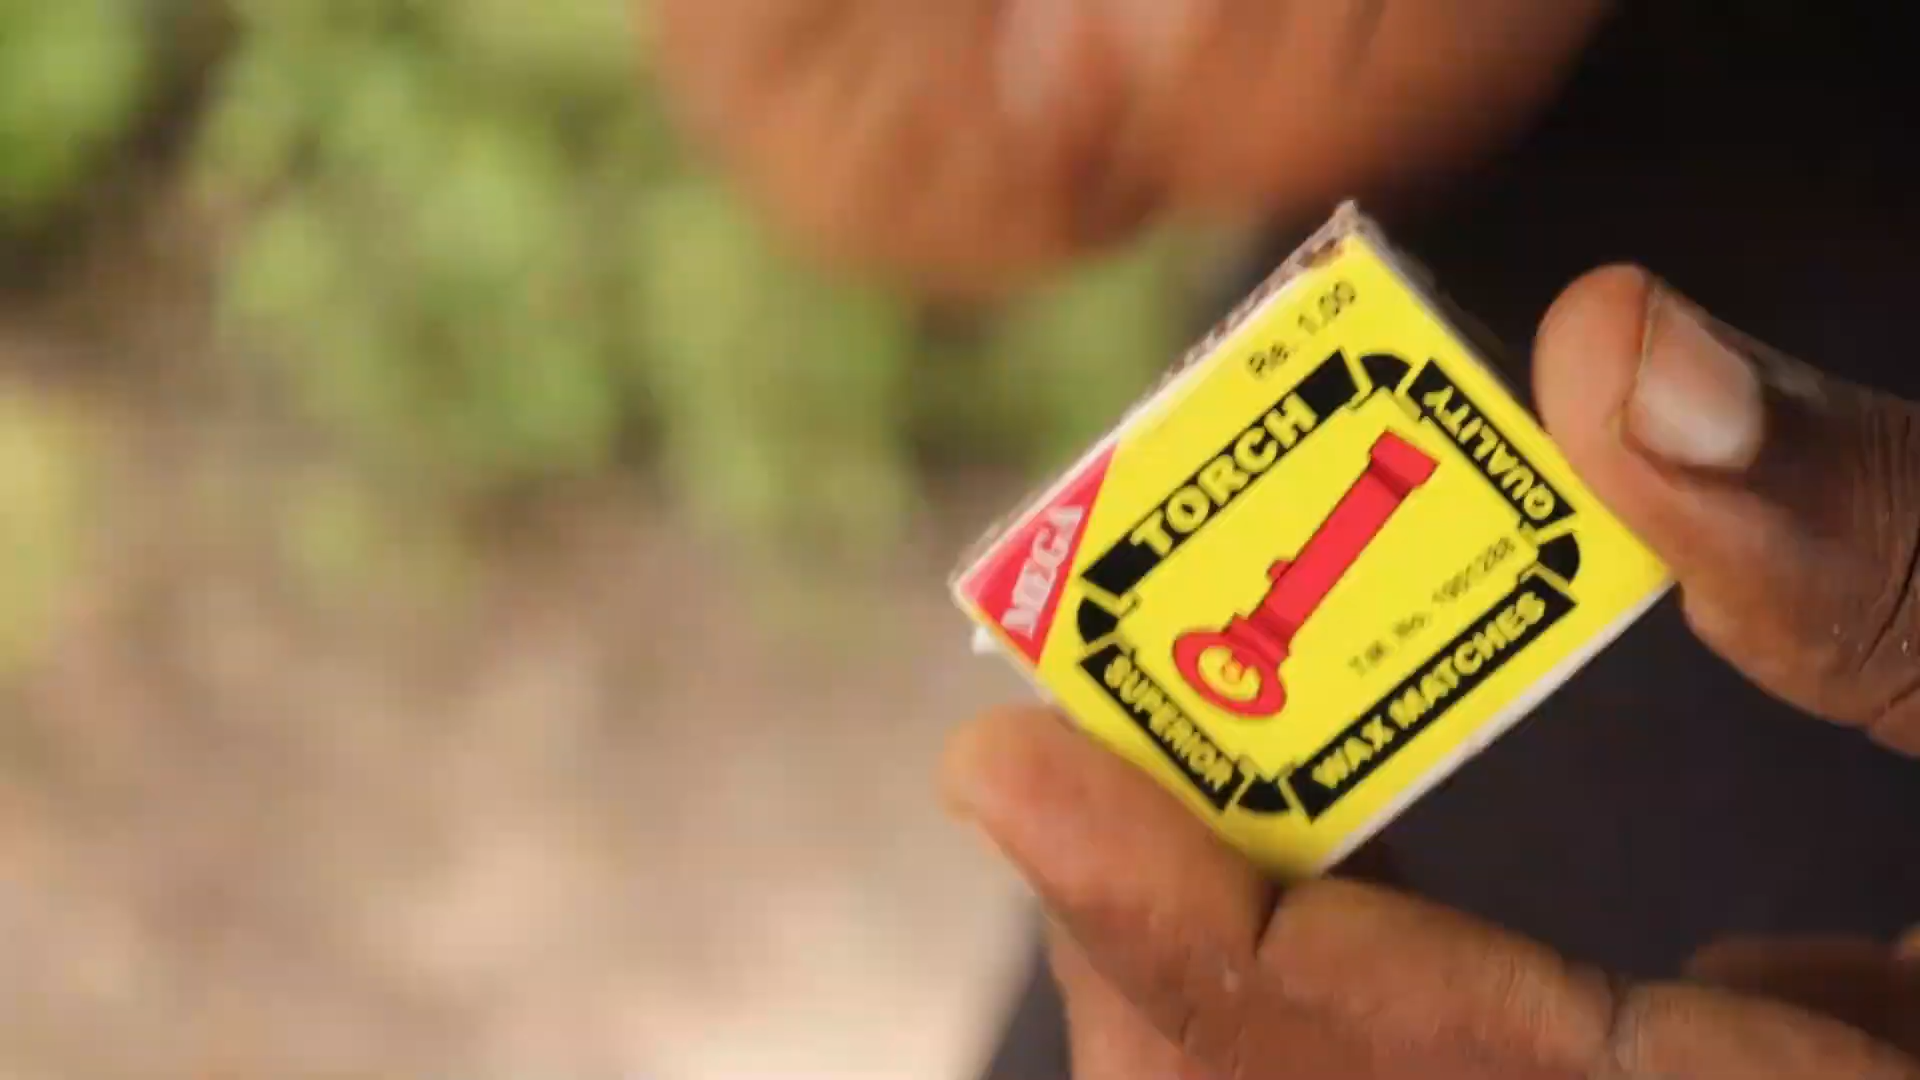 Rs. 1.00
MEGA
TORCH
QUALITY
SUPERIOR
WAX MATCHES